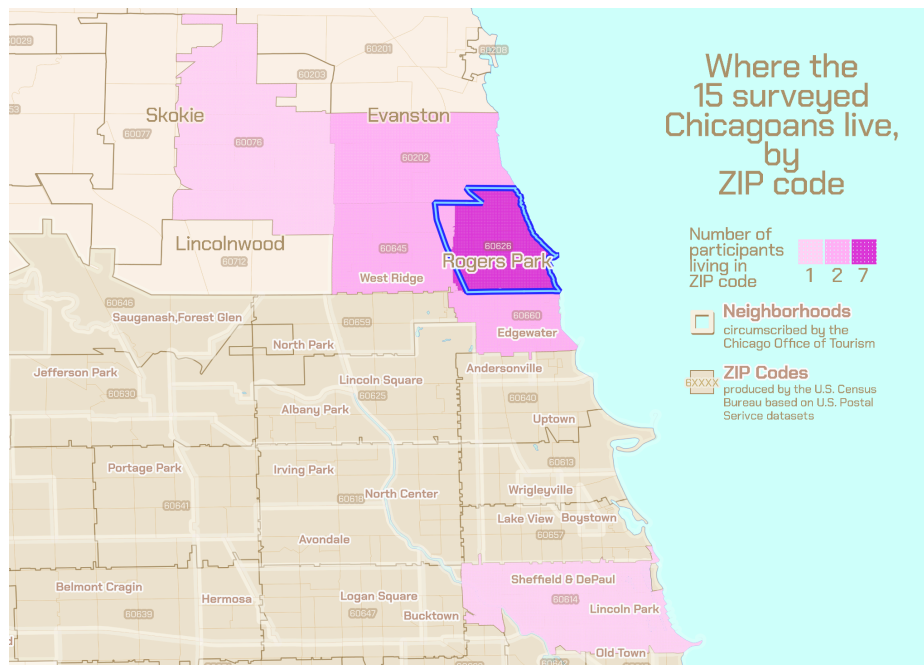 Where the
15 surveyed
Chicagoans live,
by
ZIP code
Number of
participants
living in
ZIP code
1 2 7
Neighborhoods
circumscribed by the
Chicago Office of Tourism
6XXXX
ZIP Codes
produced by the U.S. Census
Bureau based on U.S. Postal
Serivce datasets
60029
60201
60208
60203
Skokie
Evanston
60077
60076
60202
Lincolnwood
60712
60645
60626
Rogers Park
West Ridge
60646
Sauganash,Forest Glen
60659
60660
Edgewater
North Park
Jefferson Park
60630
Lincoln Square
60625
Andersonville
60640
Albany Park
Uptown
Portage Park
Irving Park
60613
60641
60618
North Center
Wrigleyville
Lake View
Boystown
60657
Avondale
Belmont Cragin
Sheffield & DePaul
60639
Hermosa
Logan Square
60647
Bucktown
60614
Lincoln Park
Old Town